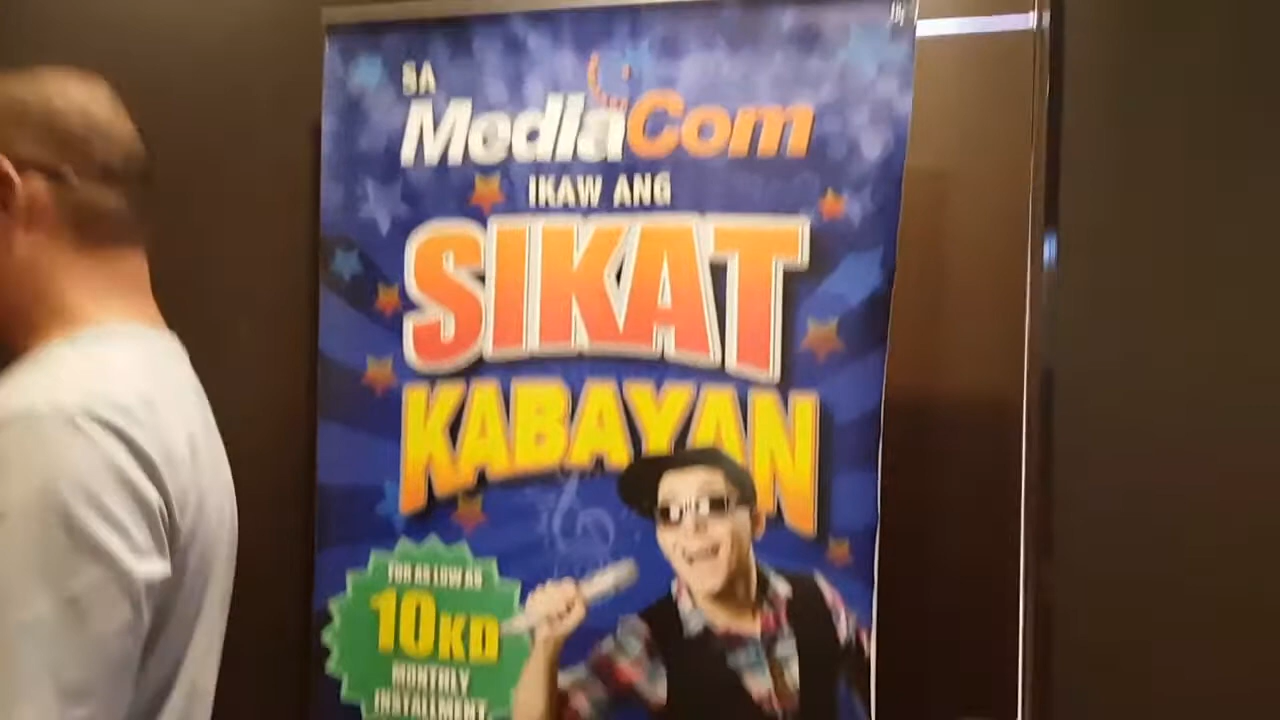 SA
MediaCom
IKAW ANG
SIKAT
KABAYAN
FOR AS LOW AS
10KD
MONTHLY
INSTALLMENT